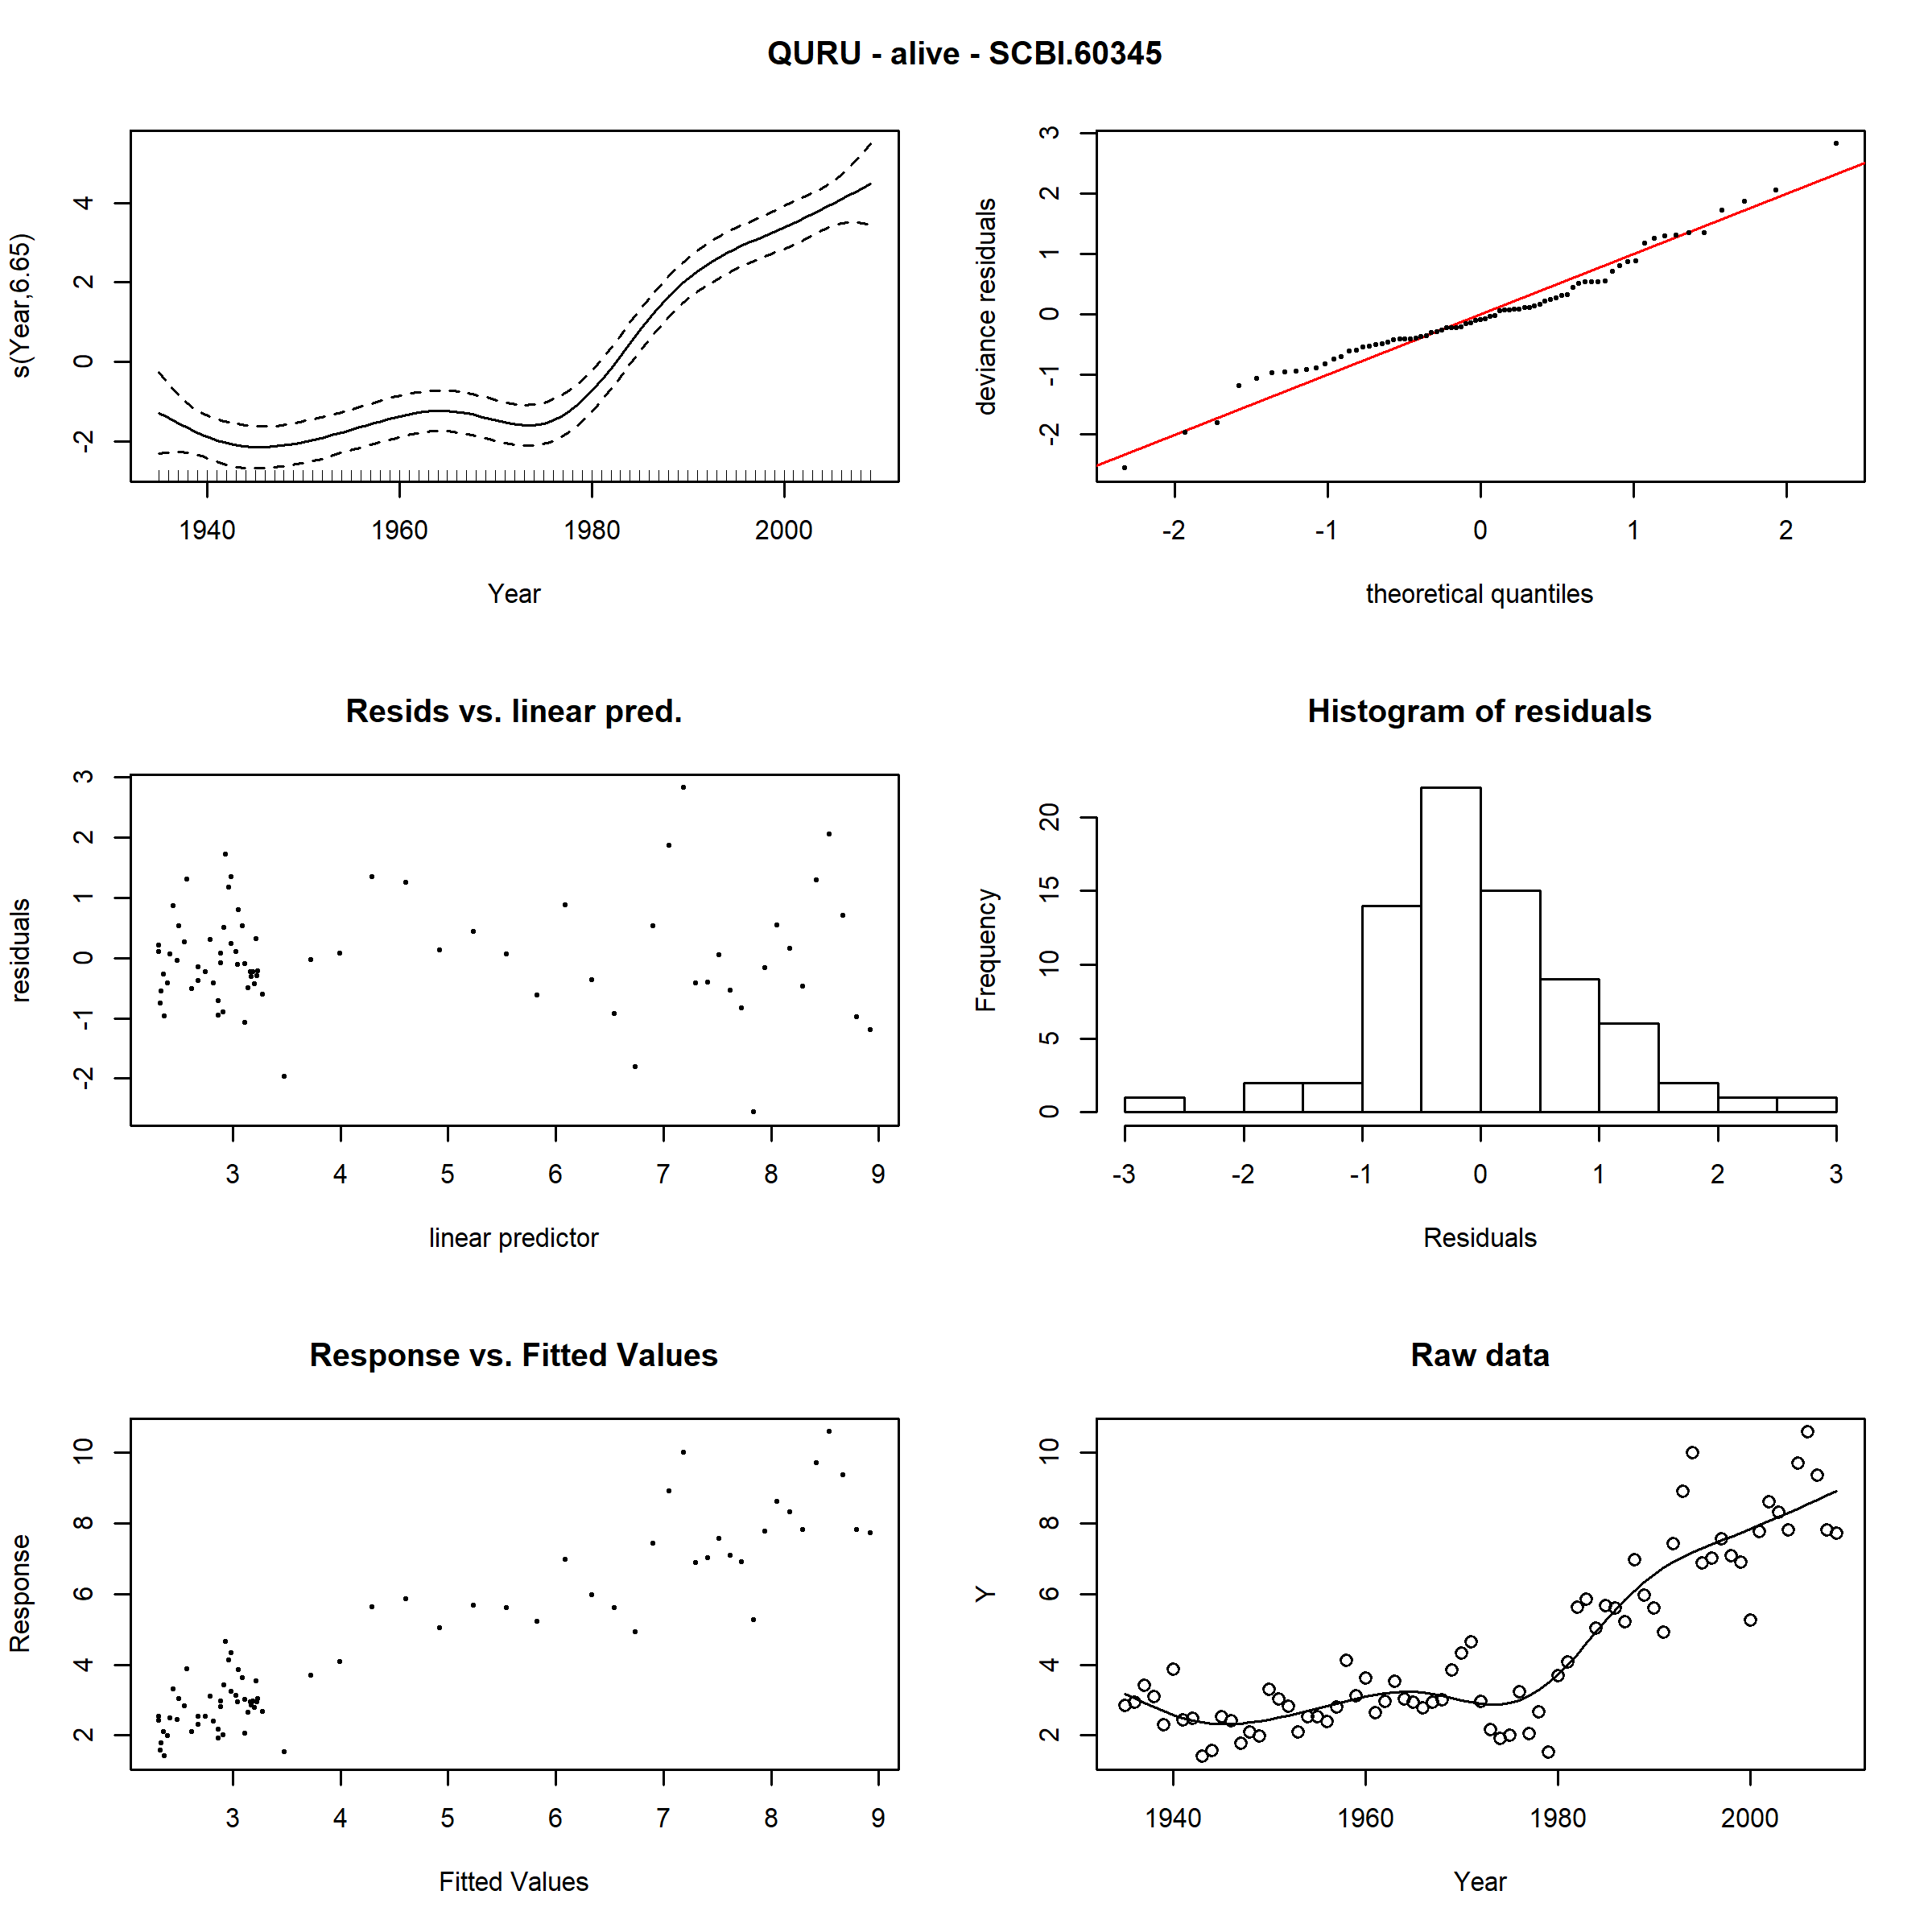 QURU - alive - SCBI.60345
s(Year,6.65)
4
2
0
-2
1940 1960 1980 2000
Year
deviance residuals
3
2
1
0
-1
-2
-2 -1 0 1 2
theoretical quantiles
Resids vs. linear pred.
residuals
3
2
1
0
-1
-2
3 4 5 6 7 8 9
linear predictor
Histogram of residuals
Frequency
20
15
10
5
0
-3 -2 -1 0 1 2 3
Residuals
Response vs. Fitted Values
Response
10
8
6
4
2
3 4 5 6 7 8 9
Fitted Values
Raw data
Y
10
8
6
4
2
1940 1960 1980 2000
Year